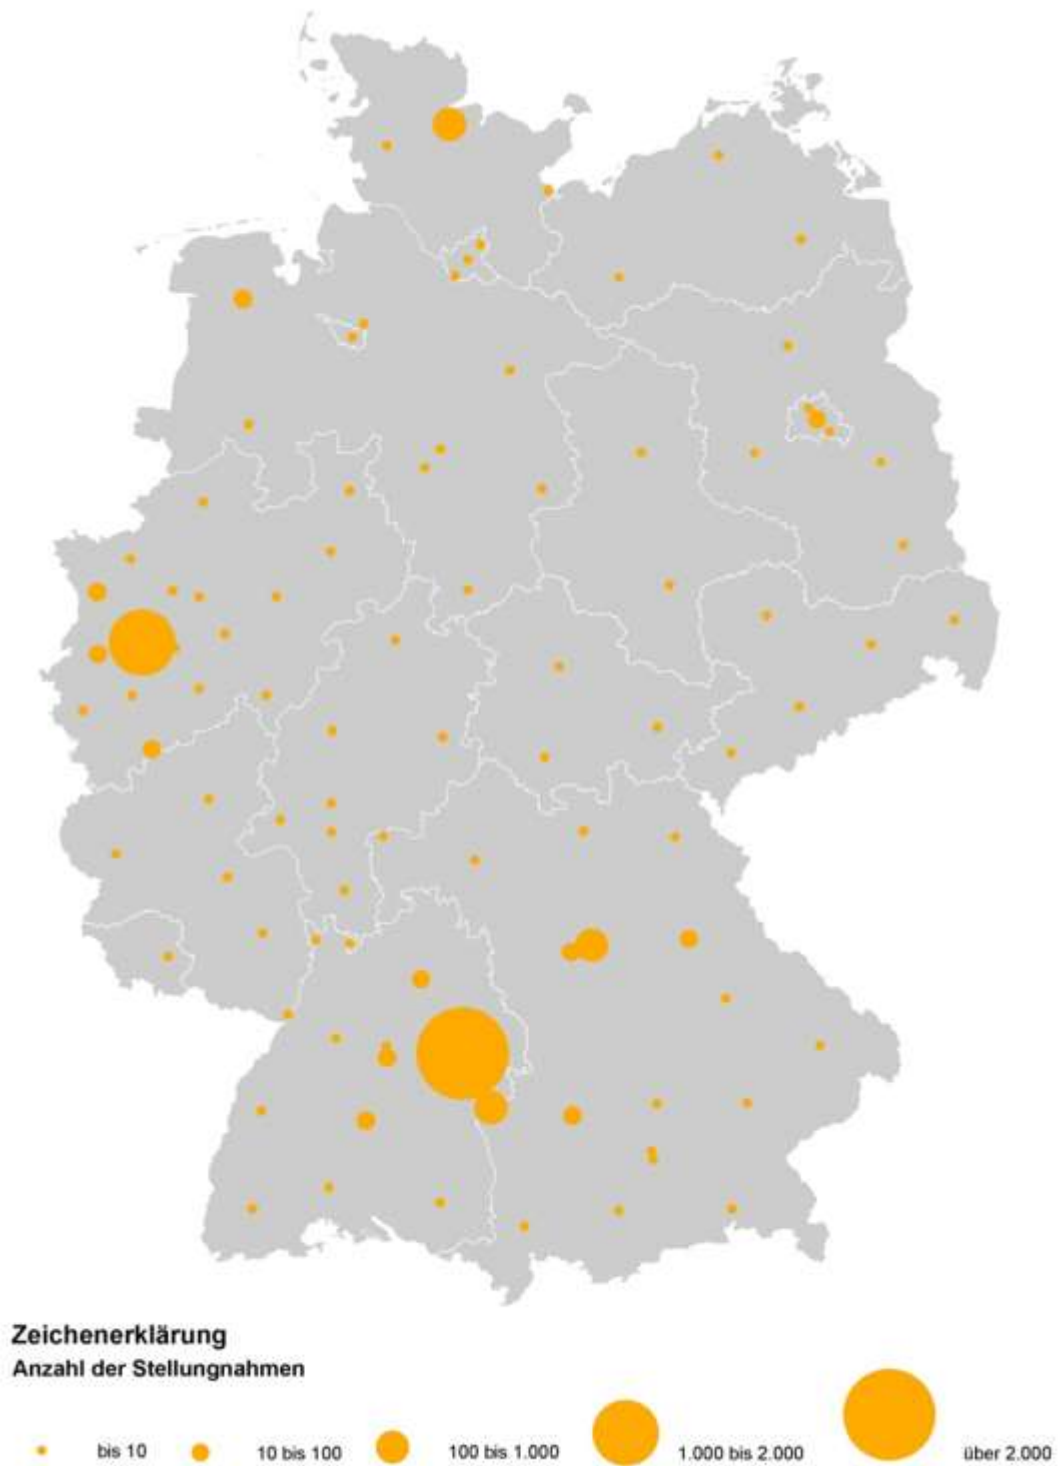 Zeichenerklärung
Anzahl der Stellungnahmen
bis 10 10 bis 100 100 bis 1.000 1.000 bis 2.000 über 2.000